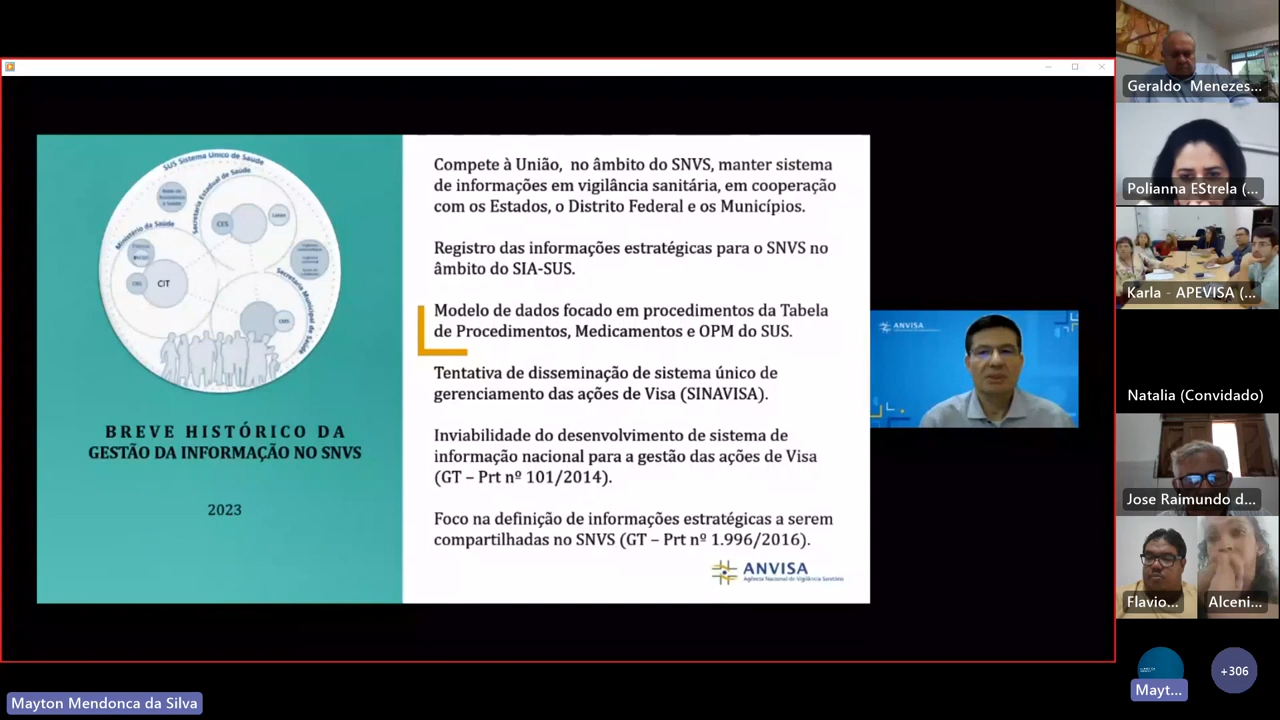 SUS Sistema Único de Saúde
Secretaria Estadual de Saúde
Ministério da Saúde
Secretaria Municipal de Saúde
CES
CIT
BREVE HISTÓRICO DA
GESTÃO DA INFORMAÇÃO NO SNVS
2023
Compete à União, no âmbito do SNVS, manter sistema
de informações em vigilância sanitária, em cooperação
com os Estados, o Distrito Federal e os Municípios.
Registro das informações estratégicas para o SNVS no
âmbito do SIA-SUS.
Modelo de dados focado em procedimentos da Tabela
de Procedimentos, Medicamentos e OPM do SUS.
Tentativa de disseminação de sistema único de
gerenciamento das ações de Visa (SINAVISA).
Inviabilidade do desenvolvimento de sistema de
informação nacional para a gestão das ações de Visa
(GT – Prt nº 101/2014).
Foco na definição de informações estratégicas a serem
compartilhadas no SNVS (GT – Prt nº 1.996/2016).
ANVISA
Agência Nacional de Vigilância Sanitária
ANVISA
Geraldo Menezes...
Polianna EStrela (...
Karla - APEVISA (...
Natalia (Convidado)
Jose Raimundo d...
Flavio...
Alceni...
Mayt...
+306
Mayton Mendonca da Silva